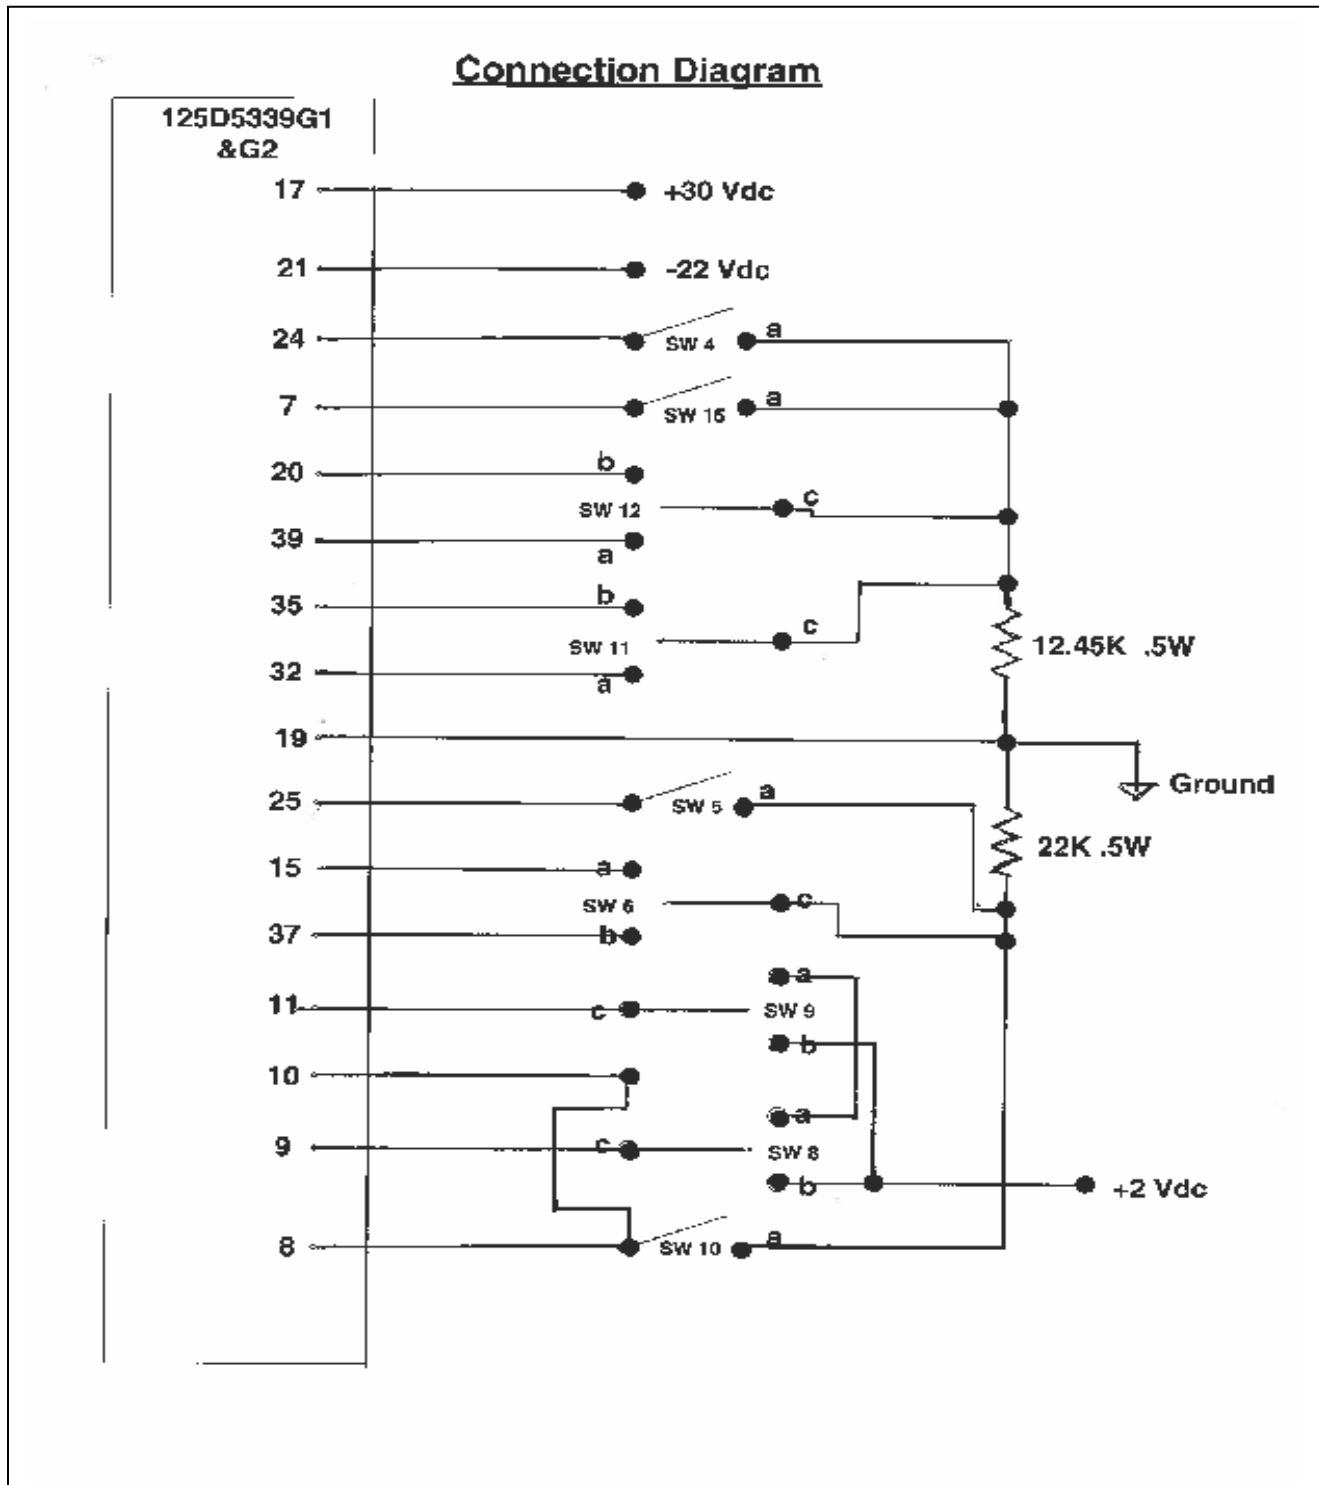 Connection Diagram
125D5339G1
&G2
17 +30 Vdc
21 -22 Vdc
24 SW 4 a
7 SW 15 a
20 b
SW 12 c
39 a
35 b
SW 11 c
32 a
12.45K .5W
19
Ground
25 SW 5 a
22K .5W
15 a
SW 6 c
37 b
a
11 c SW 9
b
10
a
9 c SW 8
b +2 Vdc
8 SW 10 a